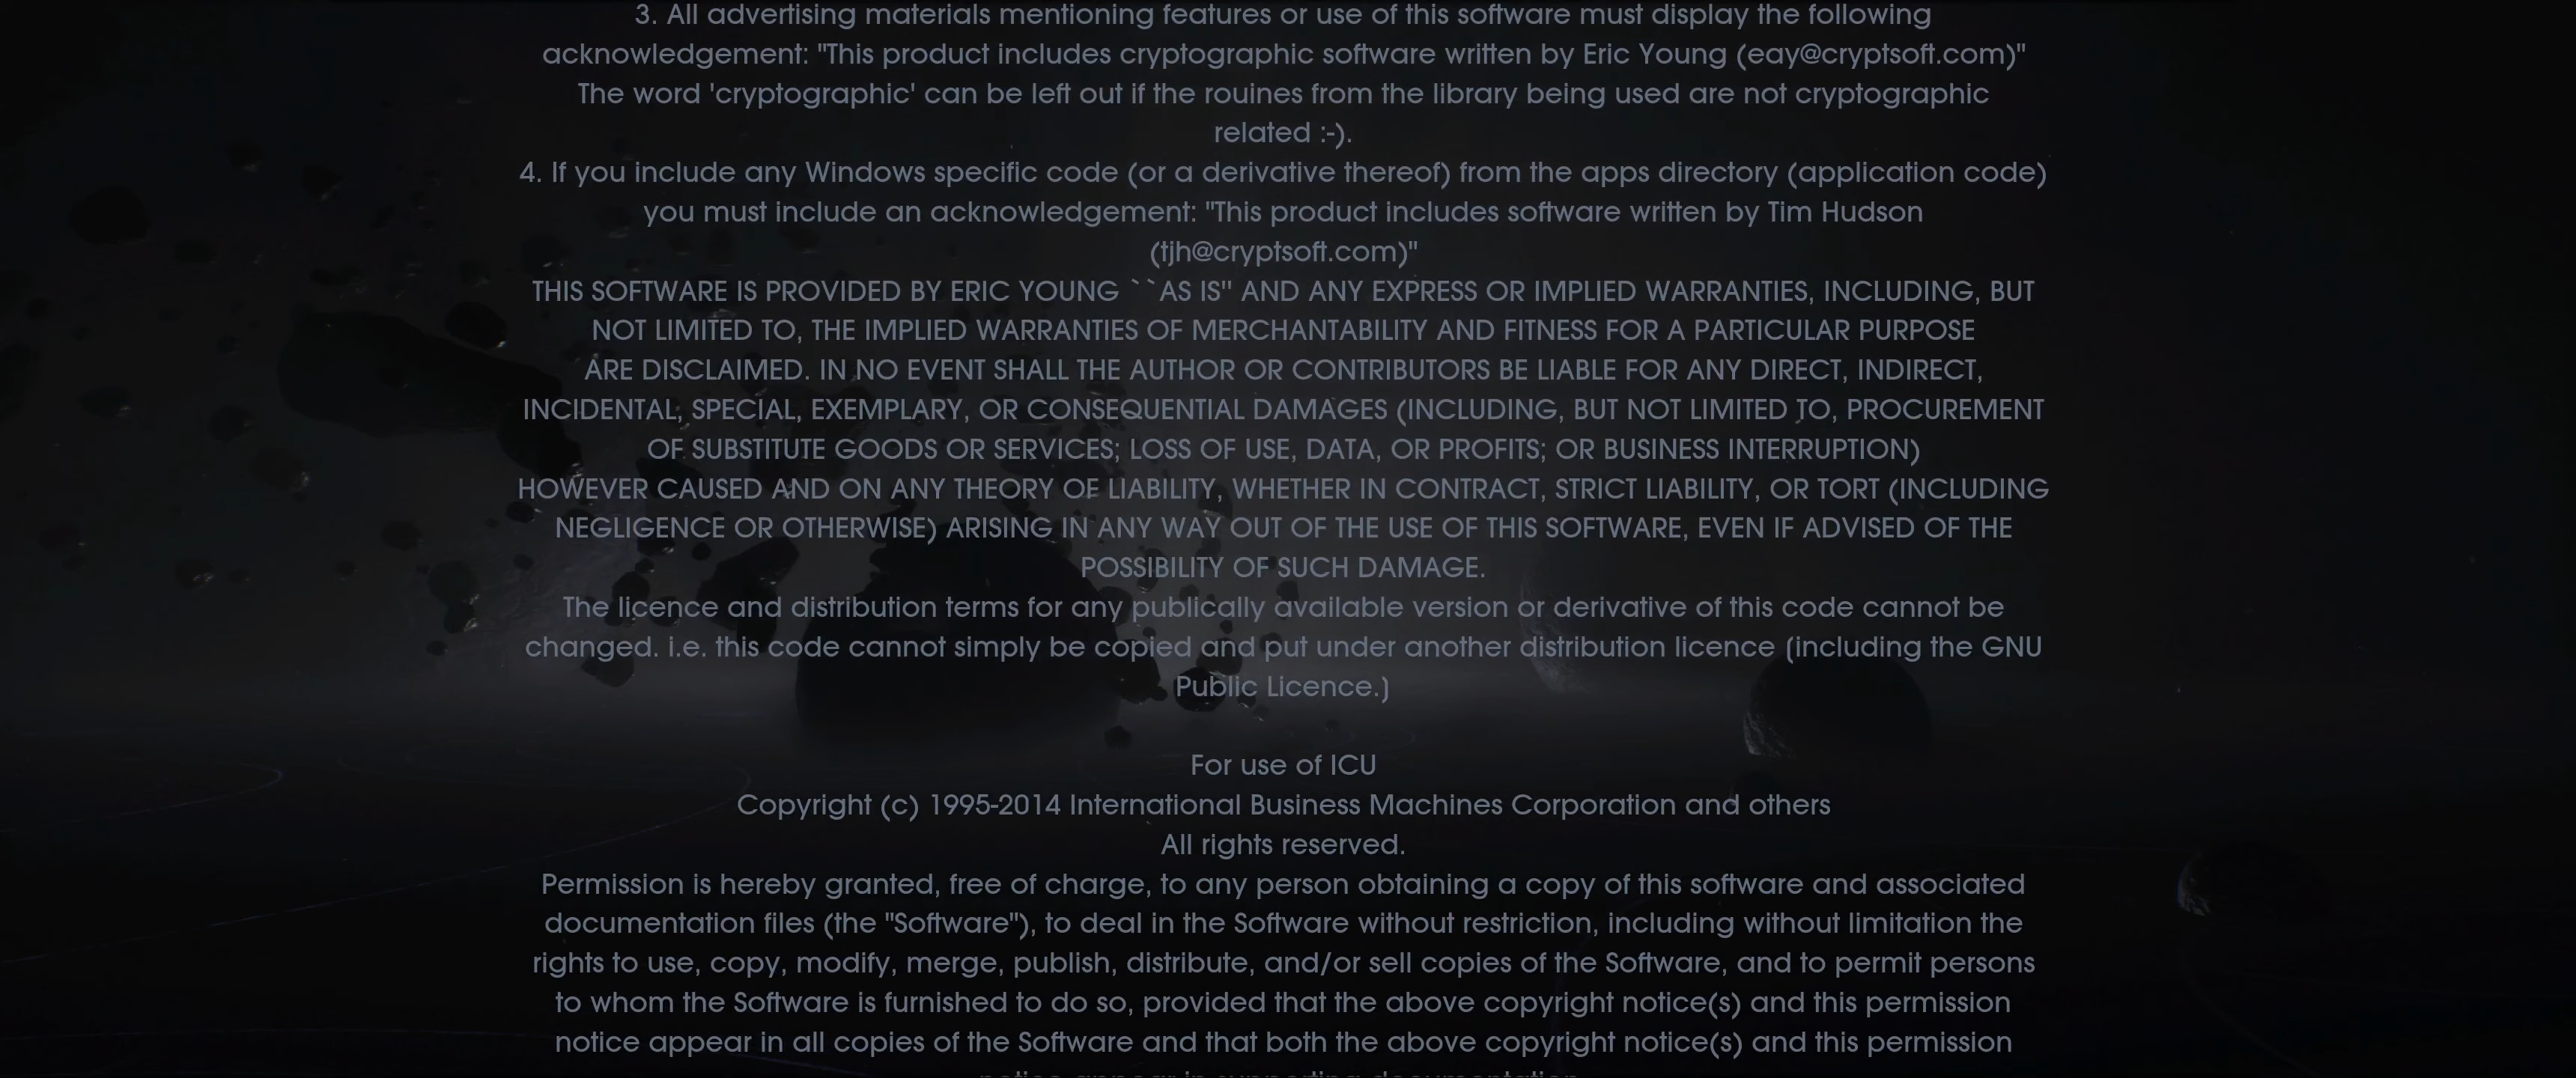 3. All advertising materials mentioning features or use of this software must display the following
acknowledgement: "This product includes cryptographic software written by Eric Young (eay@cryptsoft.com)"
The word 'cryptographic' can be left out if the rouines from the library being used are not cryptographic
related :-).
4. If you include any Windows specific code (or a derivative thereof) from the apps directory (application code)
you must include an acknowledgement: "This product includes software written by Tim Hudson
(tjh@cryptsoft.com)"
THIS SOFTWARE IS PROVIDED BY ERIC YOUNG ``AS IS'' AND ANY EXPRESS OR IMPLIED WARRANTIES, INCLUDING, BUT
NOT LIMITED TO, THE IMPLIED WARRANTIES OF MERCHANTABILITY AND FITNESS FOR A PARTICULAR PURPOSE
ARE DISCLAIMED. IN NO EVENT SHALL THE AUTHOR OR CONTRIBUTORS BE LIABLE FOR ANY DIRECT, INDIRECT,
INCIDENTAL, SPECIAL, EXEMPLARY, OR CONSEQUENTIAL DAMAGES (INCLUDING, BUT NOT LIMITED TO, PROCUREMENT
OF SUBSTITUTE GOODS OR SERVICES; LOSS OF USE, DATA, OR PROFITS; OR BUSINESS INTERRUPTION)
HOWEVER CAUSED AND ON ANY THEORY OF LIABILITY, WHETHER IN CONTRACT, STRICT LIABILITY, OR TORT (INCLUDING
NEGLIGENCE OR OTHERWISE) ARISING IN ANY WAY OUT OF THE USE OF THIS SOFTWARE, EVEN IF ADVISED OF THE
POSSIBILITY OF SUCH DAMAGE.
The licence and distribution terms for any publically available version or derivative of this code cannot be
changed. i.e. this code cannot simply be copied and put under another distribution licence (including the GNU
Public Licence.)
For use of ICU
Copyright (c) 1995-2014 International Business Machines Corporation and others
All rights reserved.
Permission is hereby granted, free of charge, to any person obtaining a copy of this software and associated
documentation files (the "Software"), to deal in the Software without restriction, including without limitation the
rights to use, copy, modify, merge, publish, distribute, and/or sell copies of the Software, and to permit persons
to whom the Software is furnished to do so, provided that the above copyright notice(s) and this permission
notice appear in all copies of the Software and that both the above copyright notice(s) and this permission
notice appear in supporting documentation